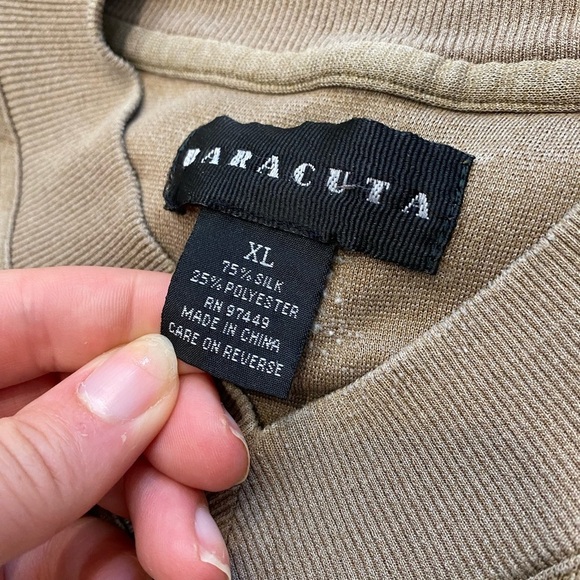 BARACUTA
XL
75% SILK
25% POLYESTER
RN 97449
MADE IN CHINA
CARE ON REVERSE